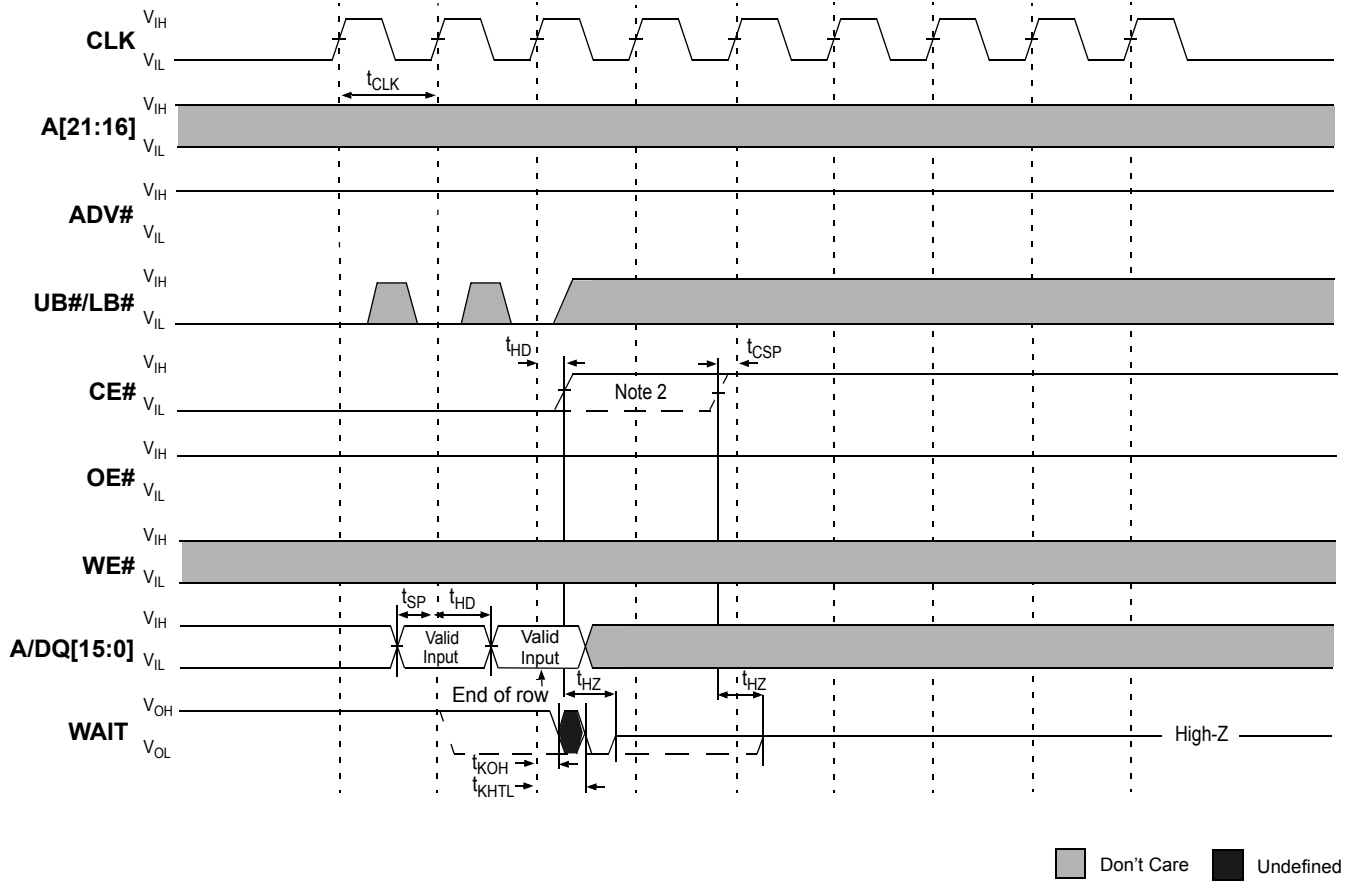 CLK VIH
VIL
tCLK
A[21:16] VIH
VIL
ADV# VIH
VIL
UB#/LB# VIH
VIL
tHD tCSP
CE# VIH
VIL
Note 2
OE# VIH
VIL
WE# VIH
VIL
tSP tHD
A/DQ[15:0] VIH
VIL
Valid Input Valid Input
End of row tHZ tHZ
WAIT VOH
VOL
High-Z
tKOH
tKHTL
Don't Care Undefined